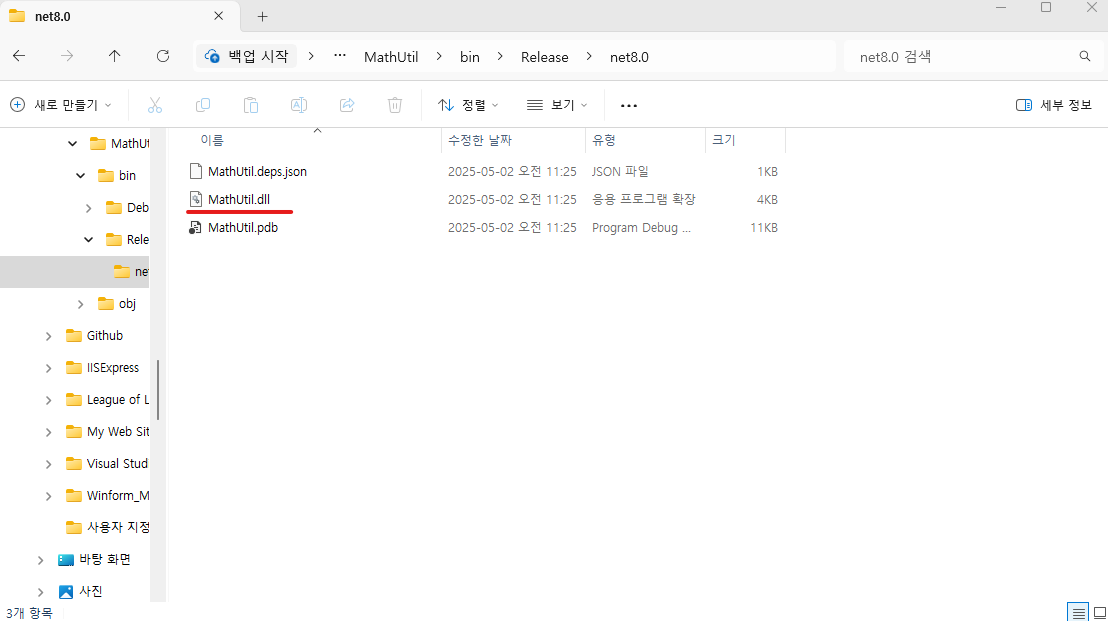 net8.0
백업 시작 > ··· MathUtil > bin > Release > net8.0
net8.0 검색
새로 만들기 정렬 보기 ··· 세부 정보
이름 수정한 날짜 유형 크기
MathUtil.deps.json 2025-05-02 오전 11:25 JSON 파일 1KB
MathUtil.dll 2025-05-02 오전 11:25 응용 프로그램 확장 4KB
MathUtil.pdb 2025-05-02 오전 11:25 Program Debug ... 11KB
MathUt
bin
Deb
Rele
net
obj
Github
IISExpress
League of L
My Web Sit
Visual Stud
Winform_M
사용자 지정
바탕 화면
사진
3개 항목